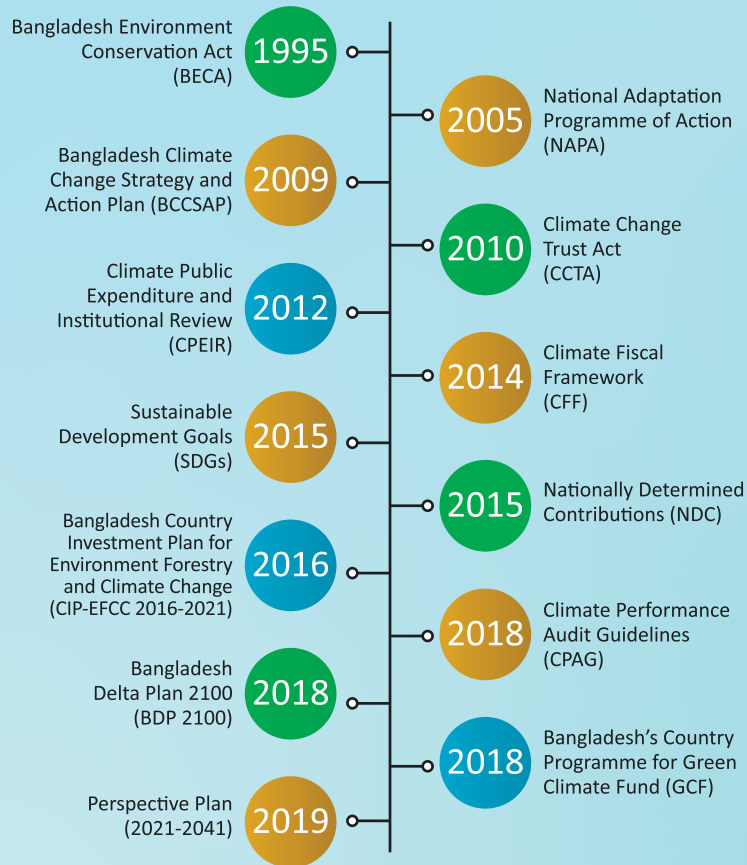 Bangladesh Environment
Conservation Act
(BECA)
1995
2005
National Adaptation
Programme of Action
(NAPA)
Bangladesh Climate
Change Strategy and
Action Plan (BCCSAP)
2009
2010
Climate Change
Trust Act
(CCTA)
Climate Public
Expenditure and
Institutional Review
(CPEIR)
2012
2014
Climate Fiscal
Framework
(CFF)
Sustainable
Development Goals
(SDGs)
2015
2015
Nationally Determined
Contributions (NDC)
Bangladesh Country
Investment Plan for
Environment Forestry
and Climate Change
(CIP-EFCC 2016-2021)
2016
2018
Climate Performance
Audit Guidelines
(CPAG)
Bangladesh
Delta Plan 2100
(BDP 2100)
2018
2018
Bangladesh’s Country
Programme for Green
Climate Fund (GCF)
Perspective Plan
(2021-2041)
2019